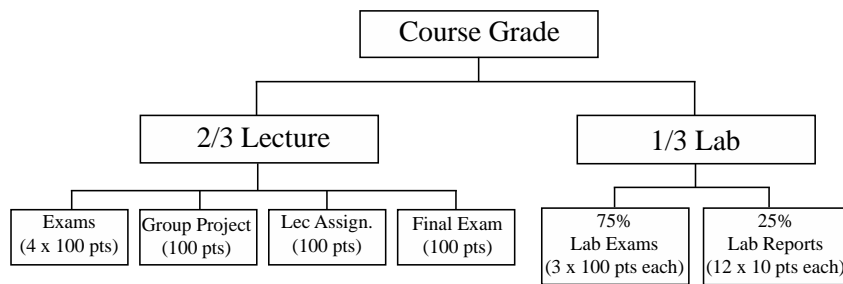 Course Grade
2/3 Lecture
1/3 Lab
Exams
(4 x 100 pts)
Group Project
(100 pts)
Lec Assign.
(100 pts)
Final Exam
(100 pts)
75%
Lab Exams
(3 x 100 pts each)
25%
Lab Reports
(12 x 10 pts each)